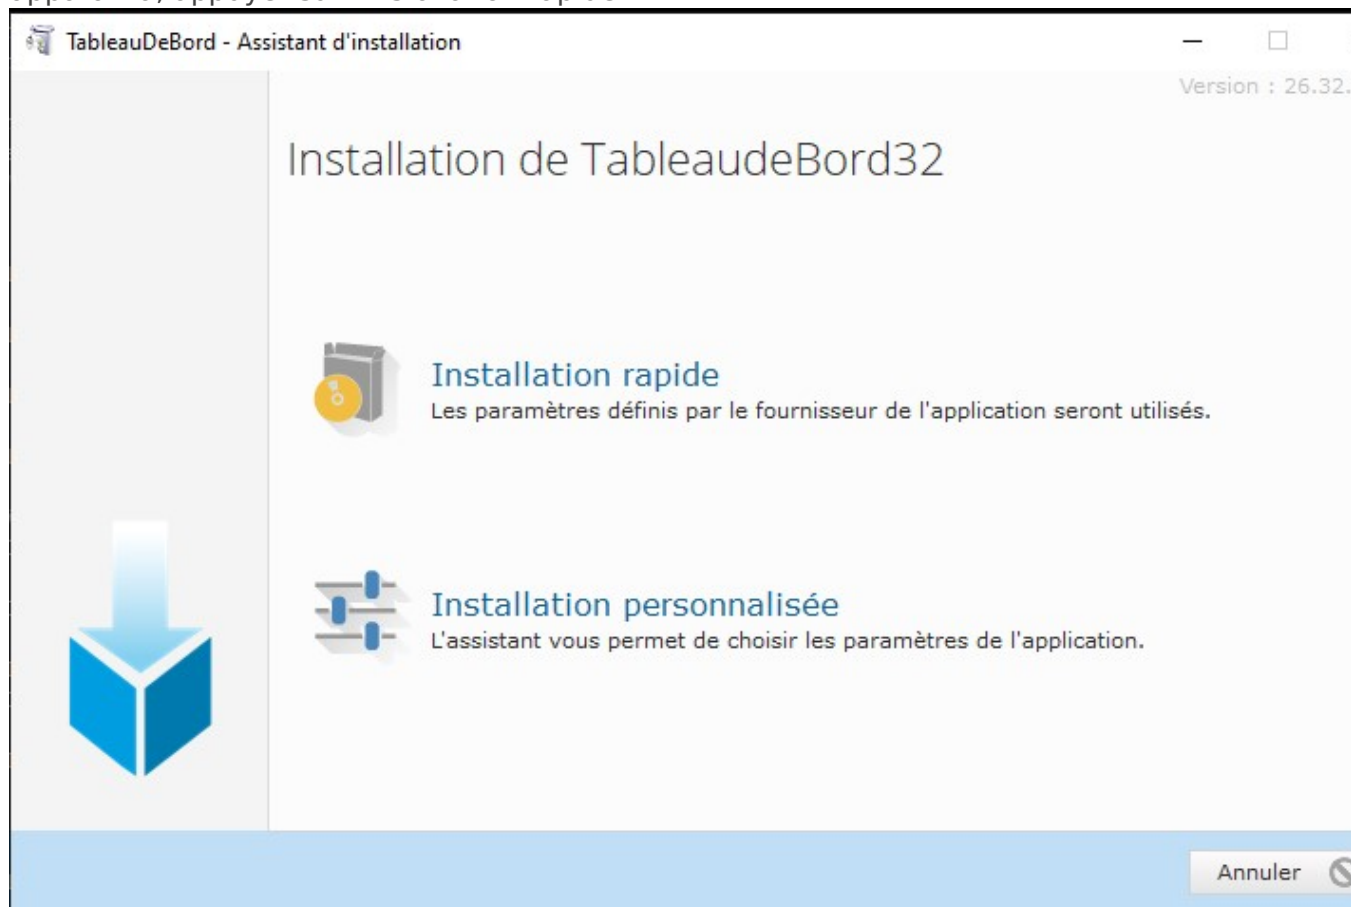 TableauDeBord - Assistant d'installation
Version : 26.32.
Installation de TableaudeBord32
Installation rapide
Les paramètres définis par le fournisseur de l'application seront utilisés.
Installation personnalisée
L'assistant vous permet de choisir les paramètres de l'application.
Annuler